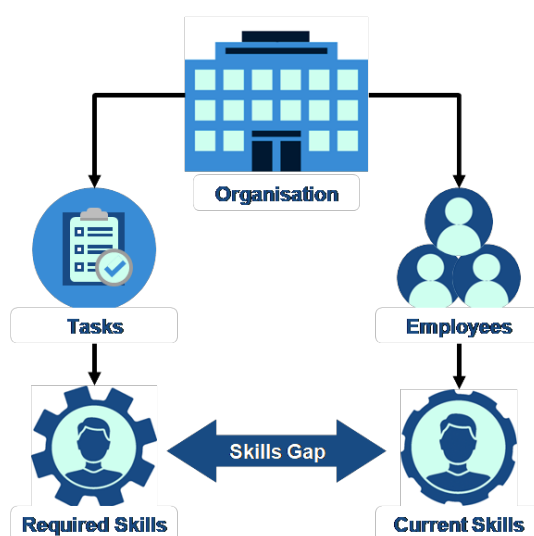 Organisation
Tasks
Employees
Skills Gap
Required Skills
Current Skills